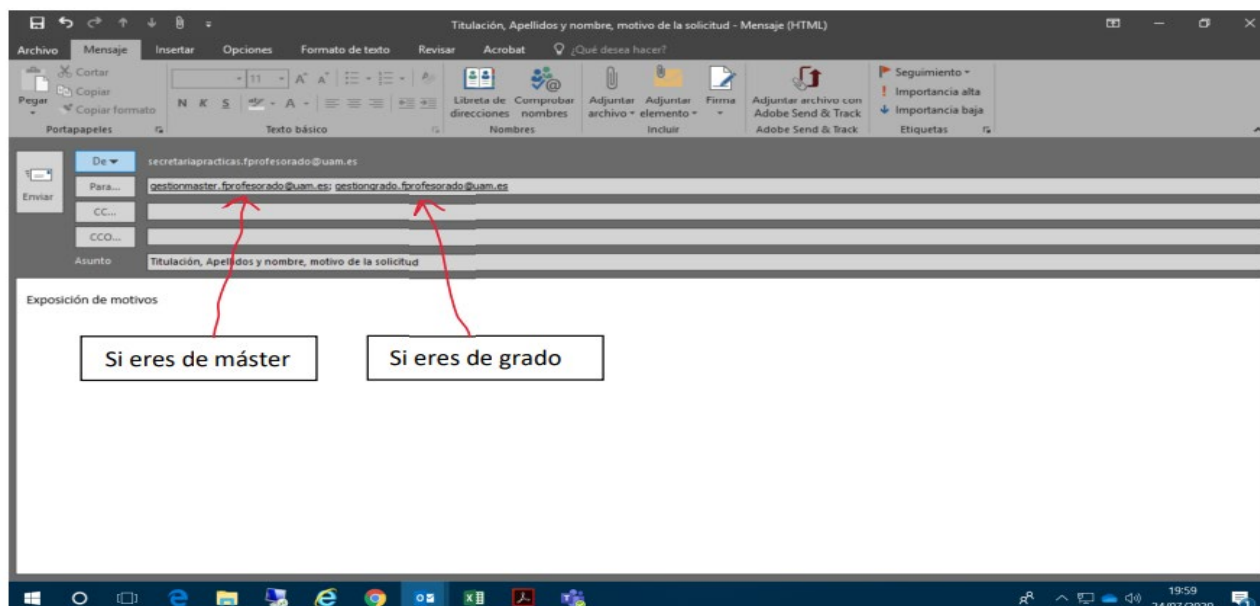 Titulación, Apellidos y nombre, motivo de la solicitud - Mensaje (HTML)
Archivo Mensaje Insertar Opciones Formato de texto Revisar Acrobat ¿Qué desea hacer?
Pegar
Cortar
Copiar
Copiar formato
Portapapeles
11
N K S
Texto básico
Libreta de direcciones
Comprobar nombres
Nombres
Adjuntar archivo
Adjuntar elemento
Firma
Incluir
Adjuntar archivo con Adobe Send & Track
Adobe Send & Track
Seguimiento
Importancia alta
Importancia baja
Etiquetas
Enviar
De secretariapracticas.fprofesorado@uam.es
Para... gestionmaster.fprofesorado@uam.es; gestiongrado.fprofesorado@uam.es
CC...
CCO...
Asunto Titulación, Apellidos y nombre, motivo de la solicitud
Exposición de motivos
Si eres de máster
Si eres de grado
19:59
24/07/2020